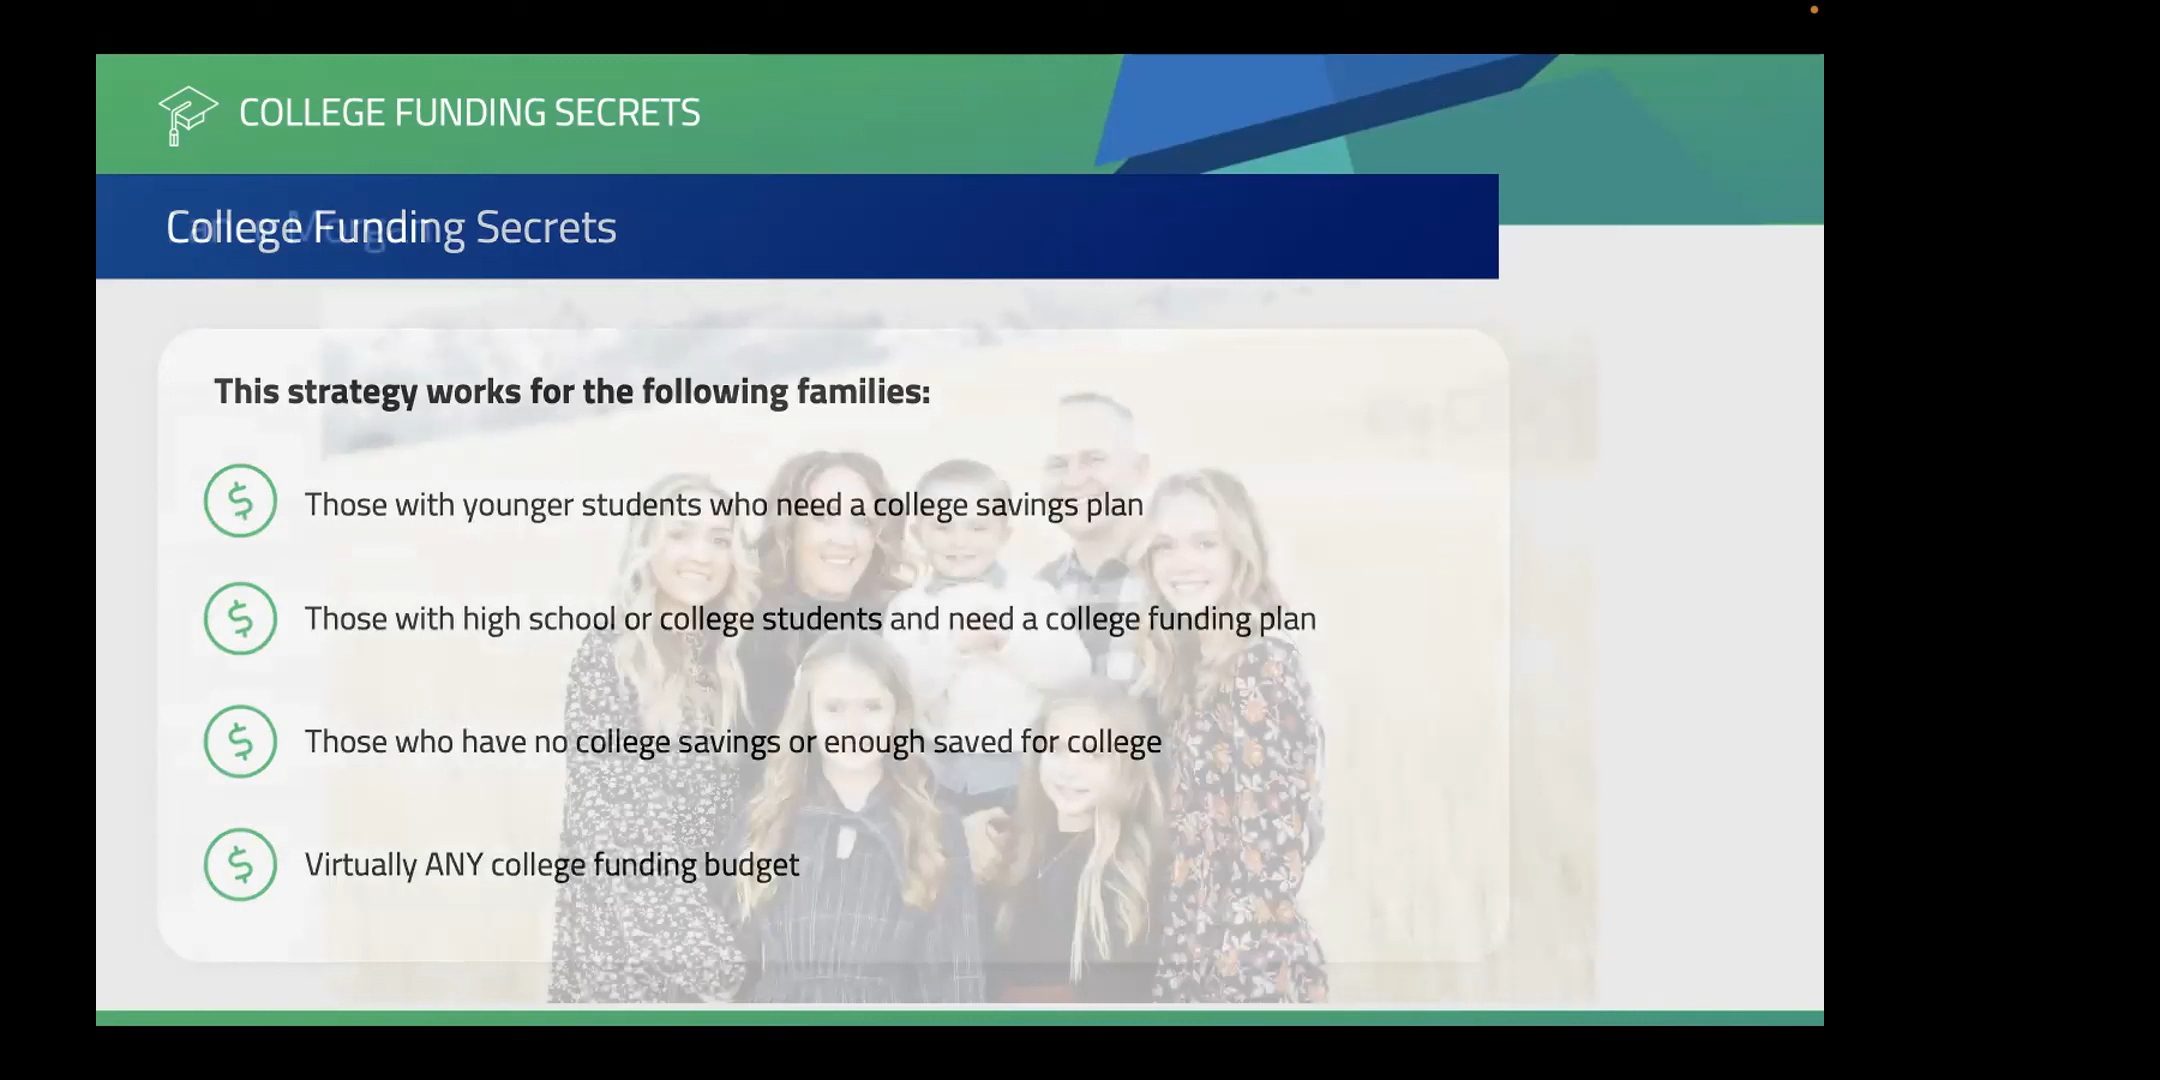 COLLEGE FUNDING SECRETS
College Funding Secrets
This strategy works for the following families:
Those with younger students who need a college savings plan
Those with high school or college students and need a college funding plan
Those who have no college savings or enough saved for college
Virtually ANY college funding budget